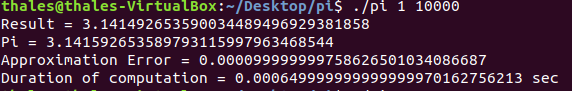 thales@thales-VirtualBox:~/Desktop/pi$ ./pi 1 10000
Result = 3.141492653590034489496929381858
Pi = 3.141592653589793115997963468544
Approximation Error = 0.000099999999758626501034086687
Duration of computation = 0.000649999999999999970162756213 sec